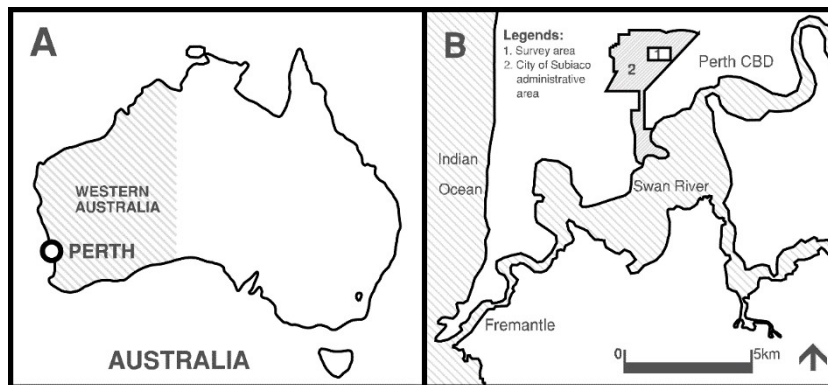 A
WESTERN
AUSTRALIA
PERTH
AUSTRALIA
B
Legends:
1. Survey area
2. City of Subiaco
administrative
area
1
2
Perth CBD
Indian
Ocean
Swan River
Fremantle
0
5km